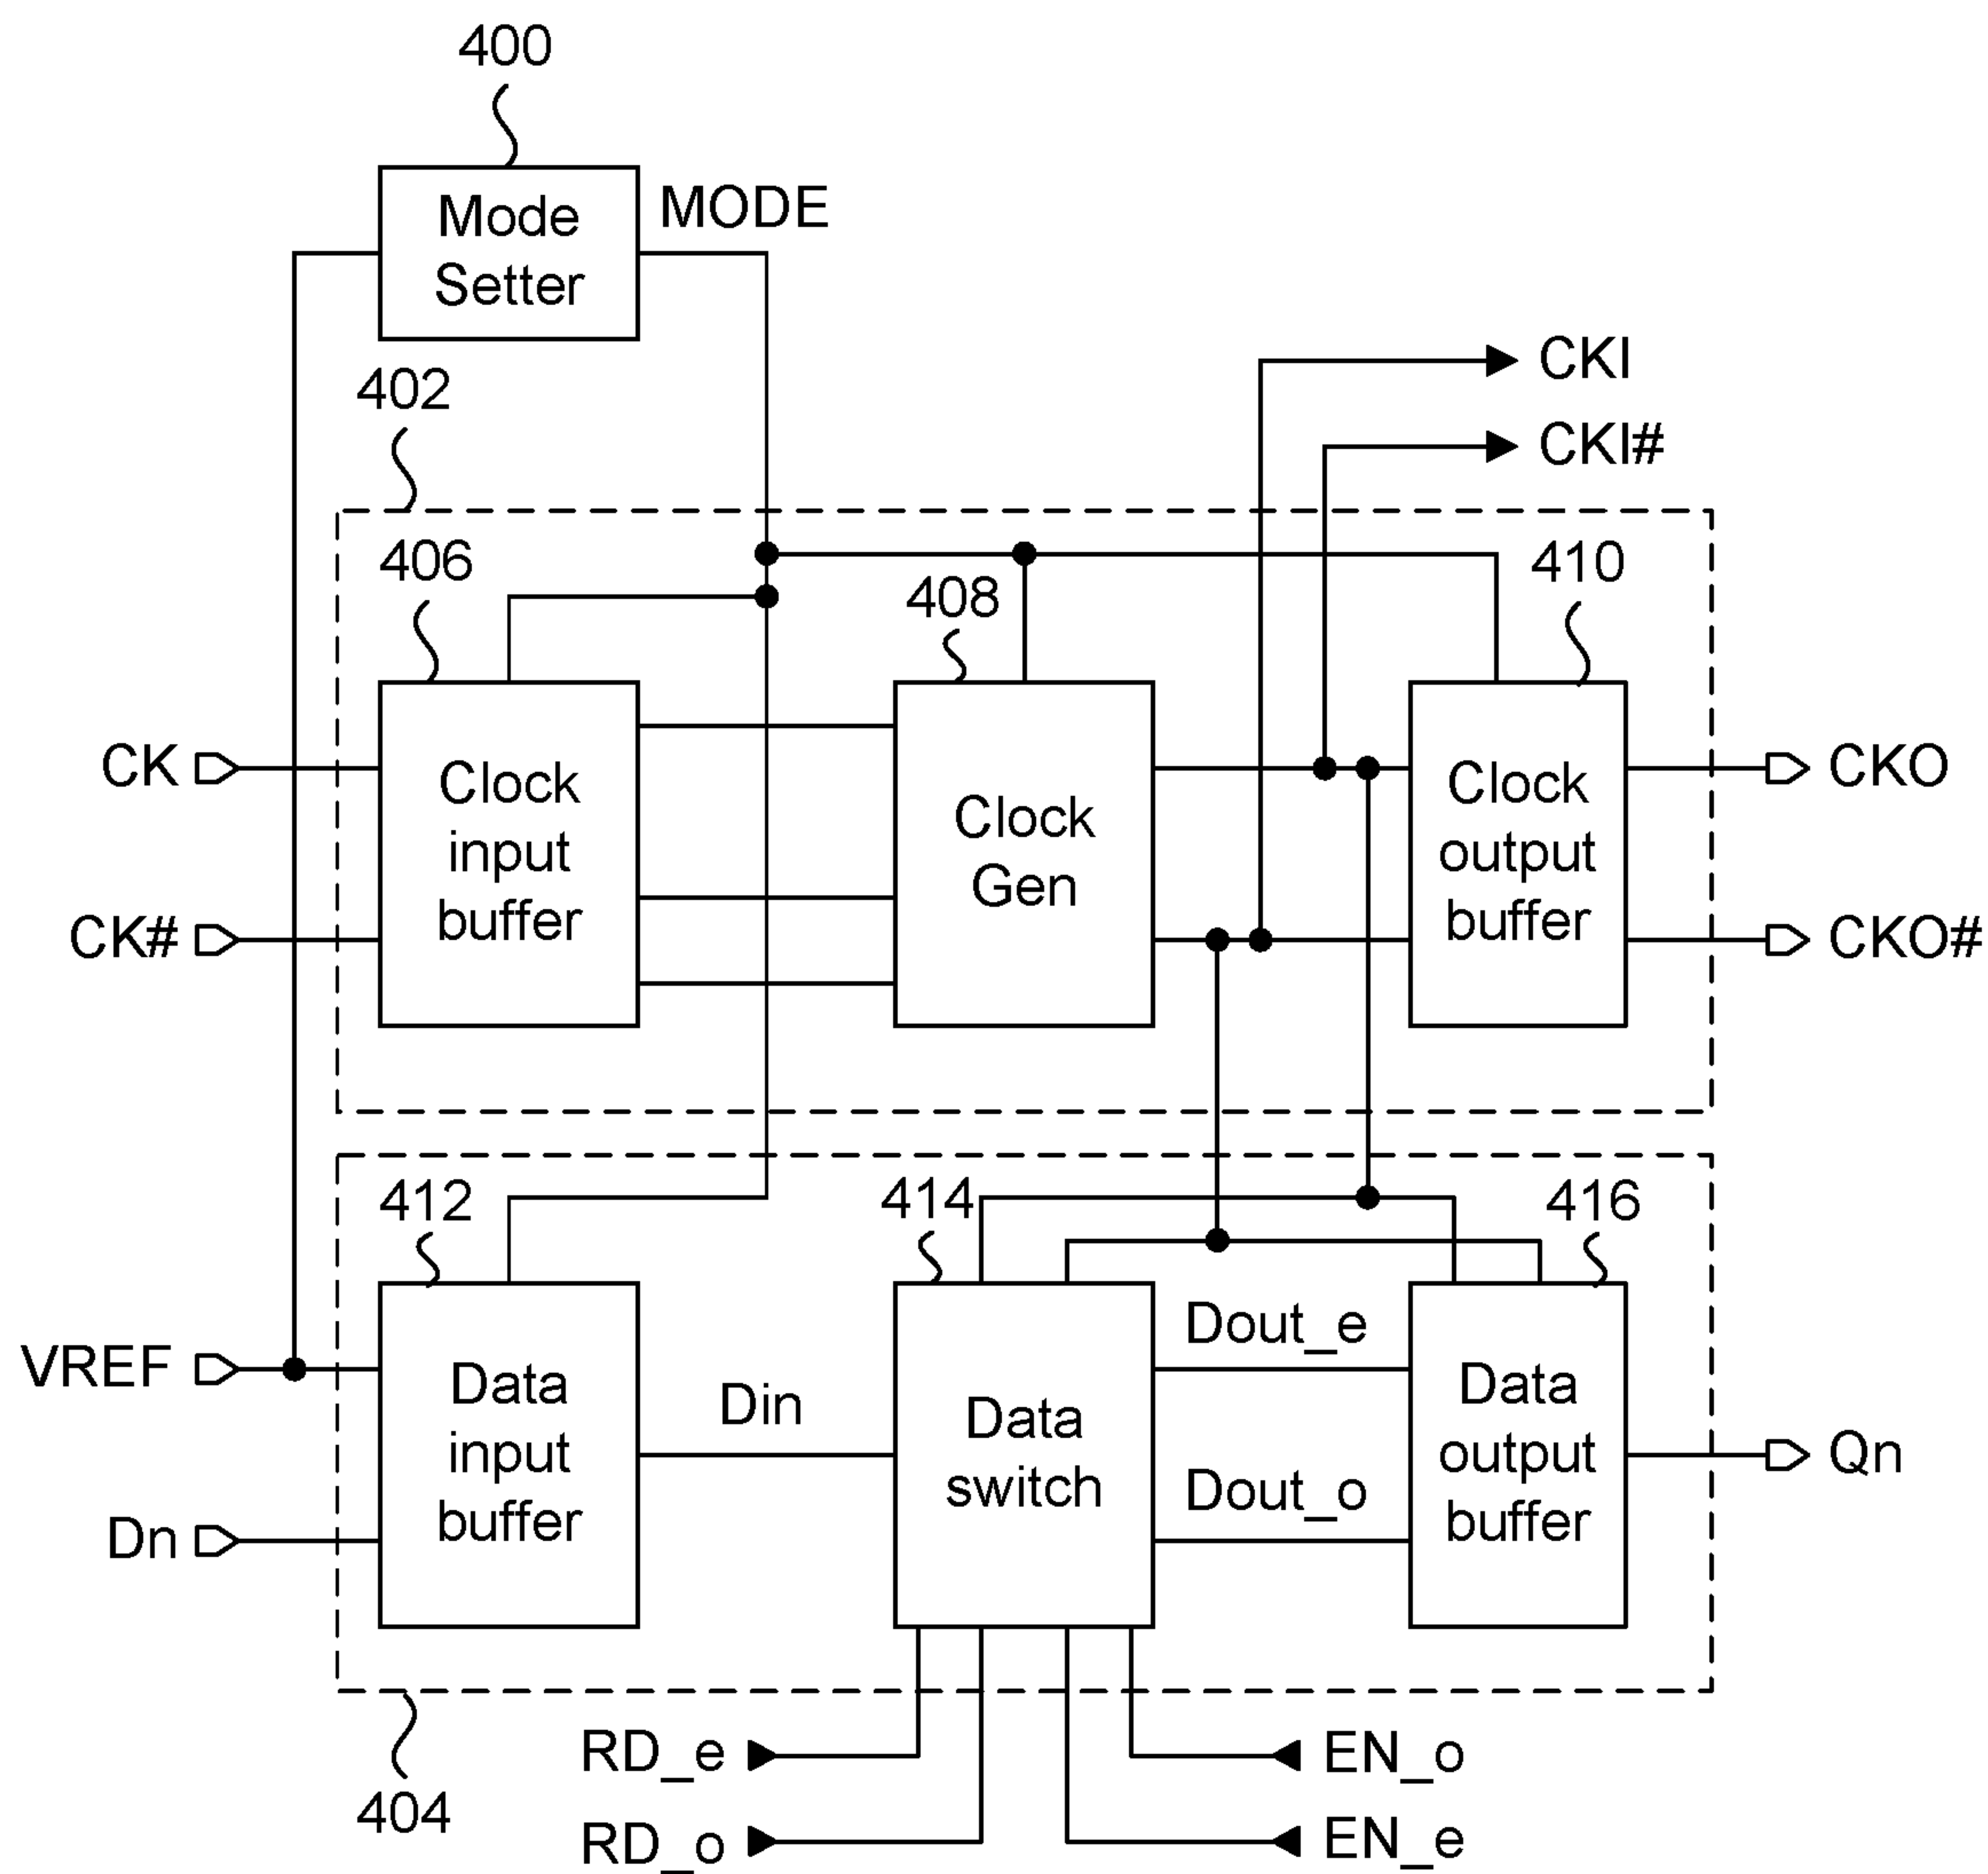 400
Mode
Setter
MODE
402
CKI
CKI#
406
408
410
CK
CK#
Clock
input
buffer
Clock
Gen
Clock
output
buffer
CKO
CKO#
412
414
416
VREF
Dn
Data
input
buffer
Din
Data
switch
Dout_e
Dout_o
Data
output
buffer
Qn
404
RD_e
RD_o
EN_o
EN_e